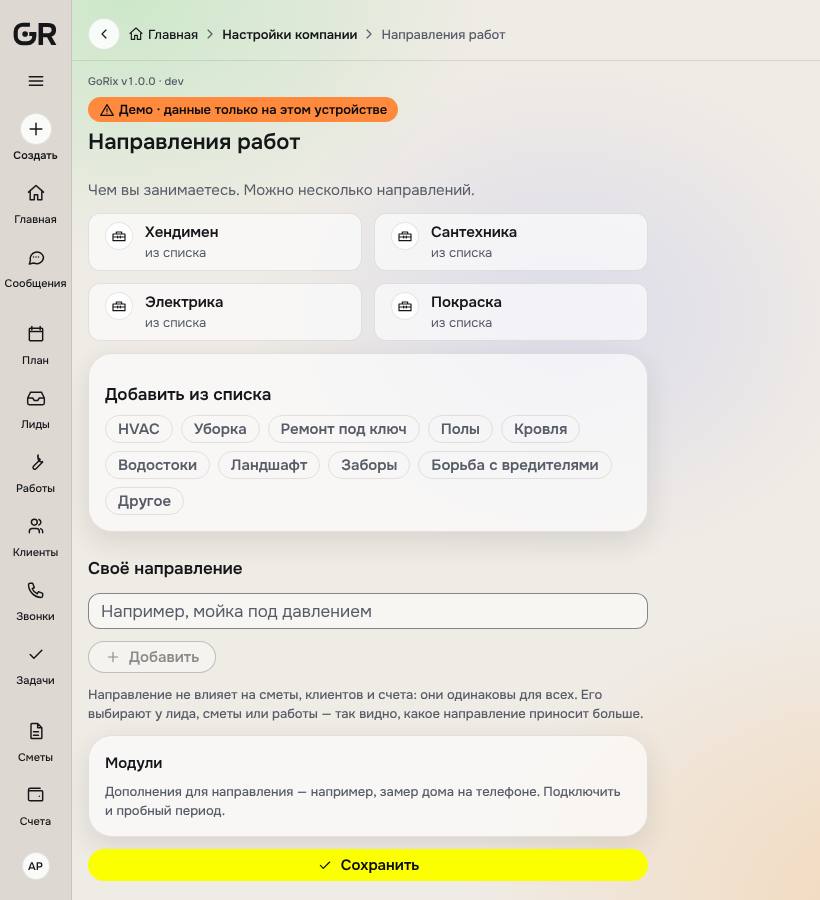 GR
Главная
Настройки компании
Направления работ
GoRix v1.0.0 · dev
Демо · данные только на этом устройстве
Направления работ
Создать
Главная
Сообщения
План
Лиды
Работы
Клиенты
Звонки
Задачи
Сметы
Счета
AP
Чем вы занимаетесь. Можно несколько направлений.
Хендимен
из списка
Сантехника
из списка
Электрика
из списка
Покраска
из списка
Добавить из списка
HVAC
Уборка
Ремонт под ключ
Полы
Кровля
Водостоки
Ландшафт
Заборы
Борьба с вредителями
Другое
Своё направление
Например, мойка под давлением
Добавить
Направление не влияет на сметы, клиентов и счета: они одинаковы для всех. Его
выбирают у лида, сметы или работы — так видно, какое направление приносит больше.
Модули
Дополнения для направления — например, замер дома на телефоне. Подключить
и пробный период.
Сохранить